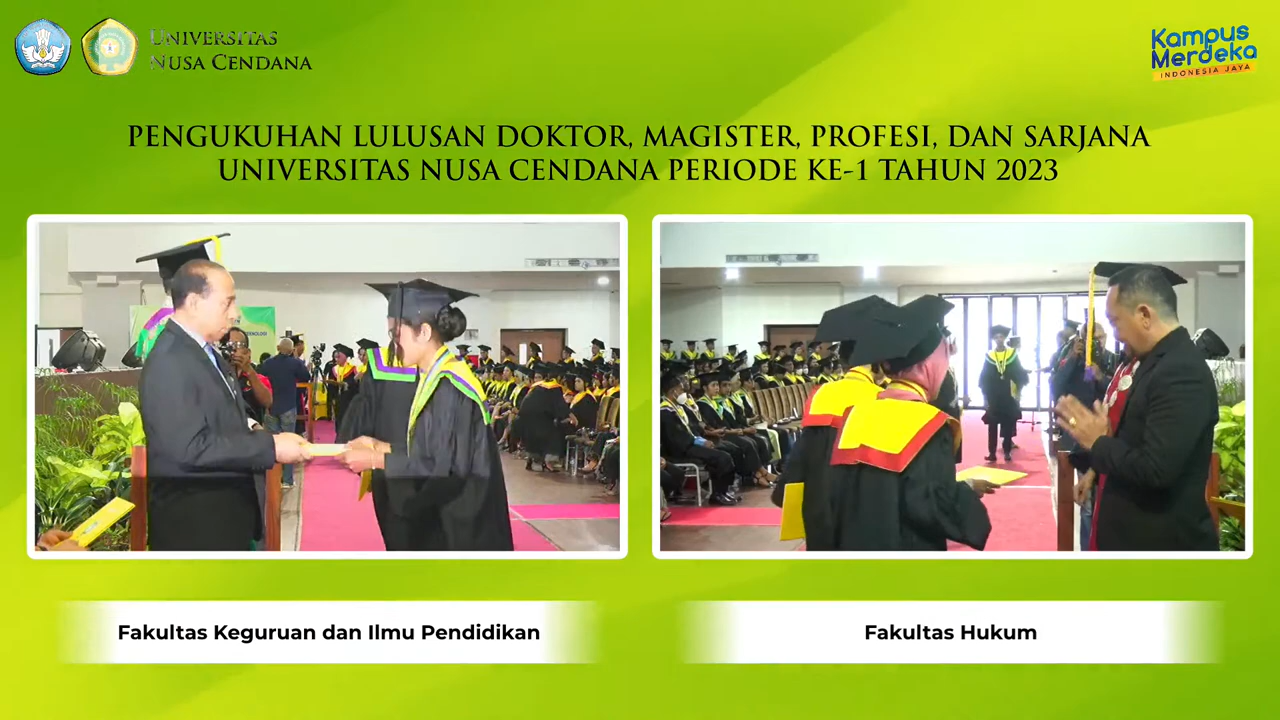 UNIVERSITAS
NUSA CENDANA
Kampus
Merdeka
INDONESIA JAYA
PENGUKUHAN LULUSAN DOKTOR, MAGISTER, PROFESI, DAN SARJANA
UNIVERSITAS NUSA CENDANA PERIODE KE-1 TAHUN 2023
Fakultas Keguruan dan Ilmu Pendidikan
Fakultas Hukum